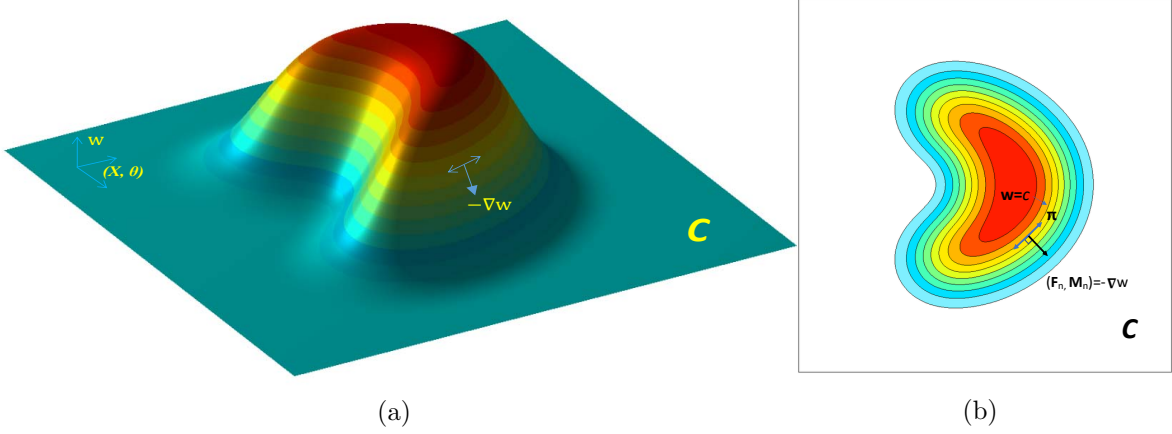 w
(X, θ)
−∇w
C
w=c
π
(Fn, Mn)=-∇w
C
(a)
(b)